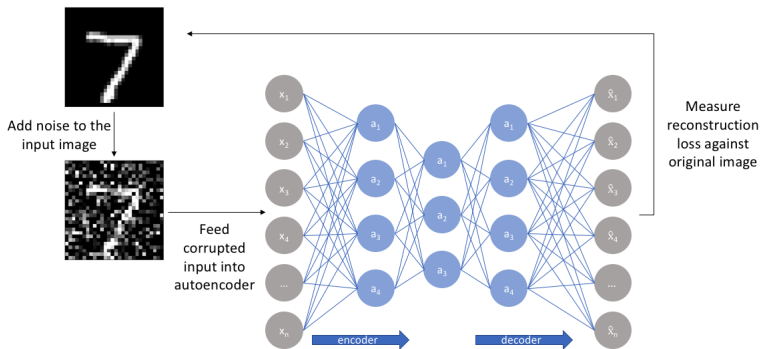 Add noise to the
input image
Feed
corrupted
input into
autoencoder
x₁
x₂
x₃
x₄
...
xₙ
a₁
a₂
a₃
a₄
a₁
a₂
a₃
a₁
a₂
a₃
a₄
x̂₁
x̂₂
x̂₃
x̂₄
...
x̂ₙ
encoder
decoder
Measure
reconstruction
loss against
original image